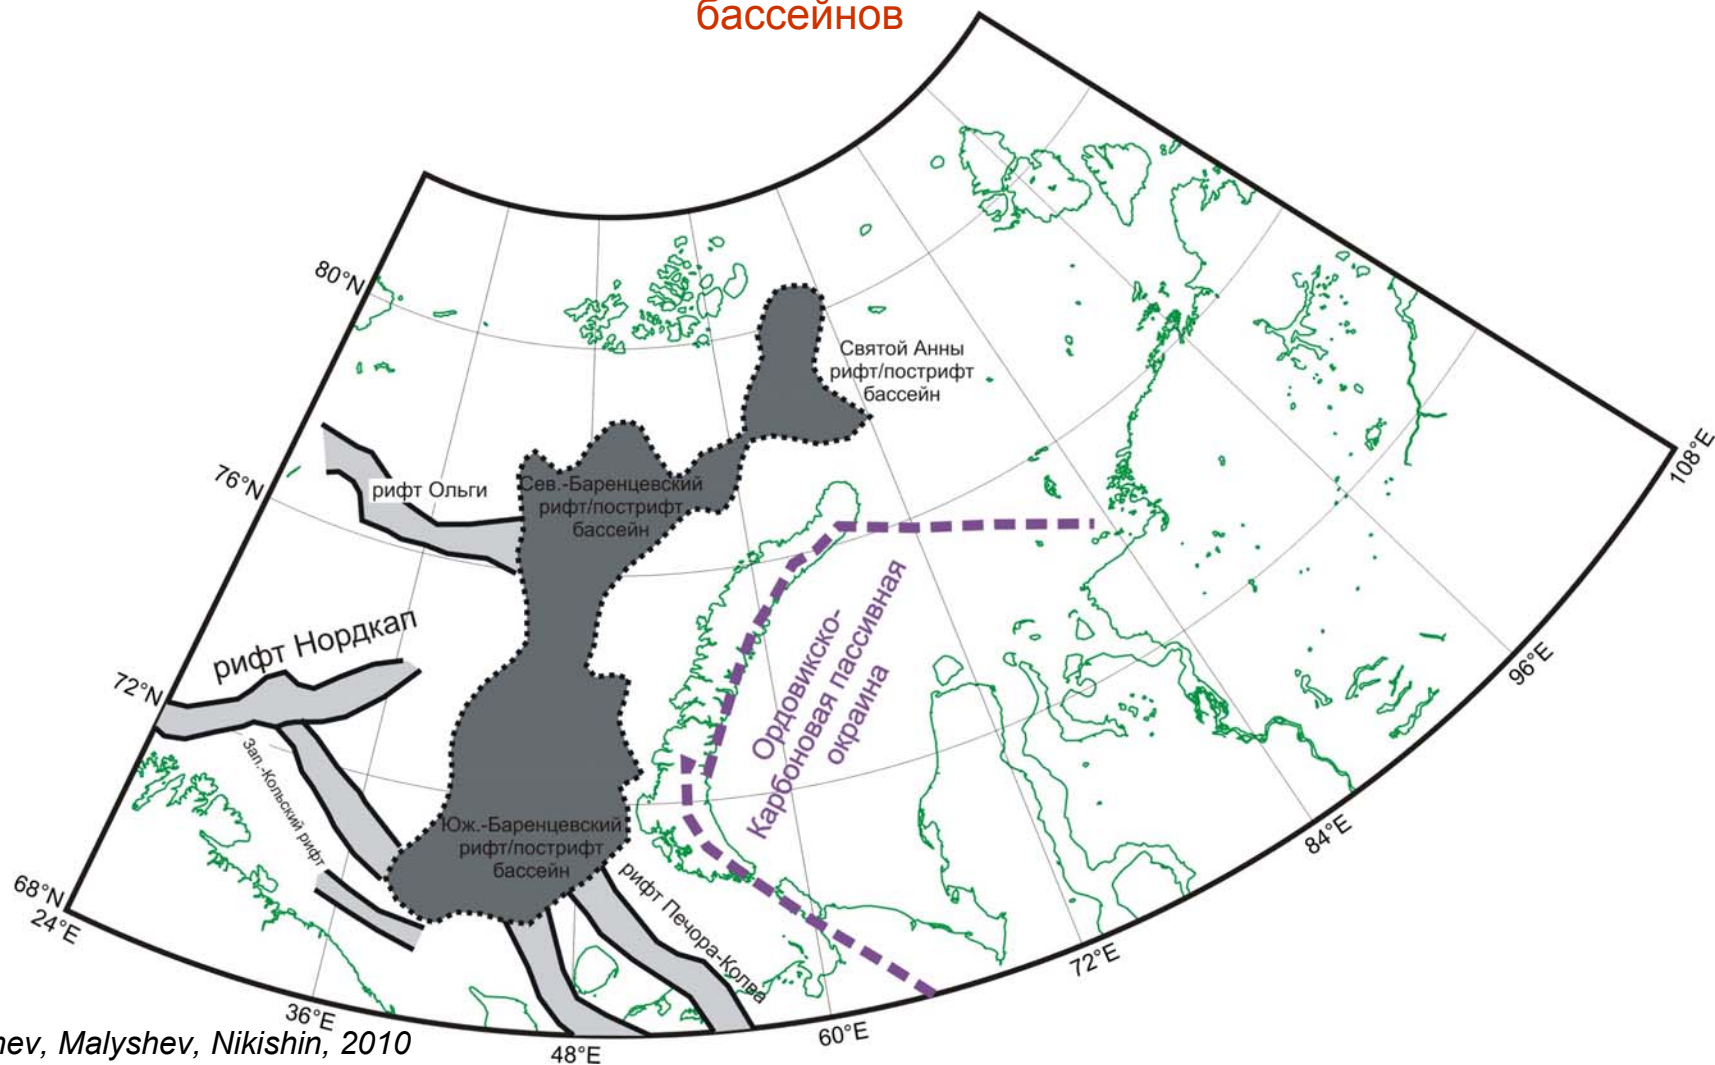 бассейнов
80°N
Святой Анны
рифт/пострифт
бассейн
76°N
рифт Ольги
Сев.-Баренцевский
рифт/пострифт
бассейн
108°E
рифт Нордкап
Ордовикско-
Карбоновая пассивная
окраина
96°E
72°N
Зап.-Кольский рифт
Юж.-Баренцевский
рифт/пострифт
бассейн
рифт Печора-Колва
84°E
68°N
24°E
72°E
36°E
60°E
48°E
hev, Malyshev, Nikishin, 2010